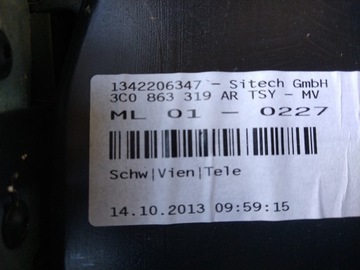 1342206347 - Sitech GmbH
3C0 863 319 AR TSY - MV
ML 01 - 0227
Schw|Vien|Tele
14.10.2013 09:59:15